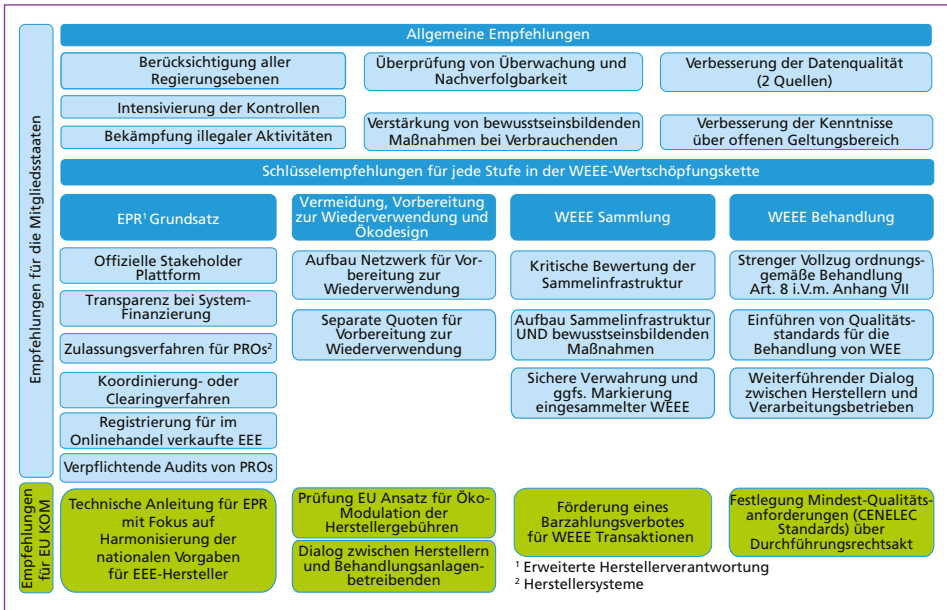 Empfehlungen für die Mitgliedsstaaten
Allgemeine Empfehlungen
Berücksichtigung aller
Regierungsebenen
Intensivierung der Kontrollen
Bekämpfung illegaler Aktivitäten
Überprüfung von Überwachung und
Nachverfolgbarkeit
Verstärkung von bewusstseinsbildenden
Maßnahmen bei Verbrauchenden
Verbesserung der Datenqualität
(2 Quellen)
Verbesserung der Kenntnisse
über offenen Geltungsbereich
Schlüsselempfehlungen für jede Stufe in der WEEE-Wertschöpfungskette
EPR¹ Grundsatz
Offizielle Stakeholder
Plattform
Transparenz bei System-
Finanzierung
Zulassungsverfahren für PROs²
Koordinierung- oder
Clearingverfahren
Registrierung für im
Onlinehandel verkaufte EEE
Verpflichtende Audits von PROs
Vermeidung, Vorbereitung
zur Wiederverwendung und
Ökodesign
Aufbau Netzwerk für Vor-
bereitung zur
Wiederverwendung
Separate Quoten für
Vorbereitung zur
Wiederverwendung
WEEE Sammlung
Kritische Bewertung der
Sammelinfrastruktur
Aufbau Sammelinfrastruktur
UND bewusstseinsbildenden
Maßnahmen
Sichere Verwahrung und
ggfs. Markierung
eingesammelter WEEE
WEEE Behandlung
Strenger Vollzug ordnungs-
gemäße Behandlung
Art. 8 i.V.m. Anhang VII
Einführen von Qualitäts-
standards für die
Behandlung von WEE
Weiterführender Dialog
zwischen Herstellern und
Verarbeitungsbetrieben
Empfehlungen
für EU KOM
Technische Anleitung für EPR
mit Fokus auf
Harmonisierung der
nationalen Vorgaben
für EEE-Hersteller
Prüfung EU Ansatz für Öko-
Modulation der
Herstellergebühren
Dialog zwischen Herstellern
und Behandlungsanlagen-
betreibenden
Förderung eines
Barzahlungsverbotes
für WEEE Transaktionen
Festlegung Mindest-Qualitäts-
anforderungen (CENELEC
Standards) über
Durchführungsrechtsakt
¹ Erweiterte Herstellerverantwortung
² Herstellersysteme